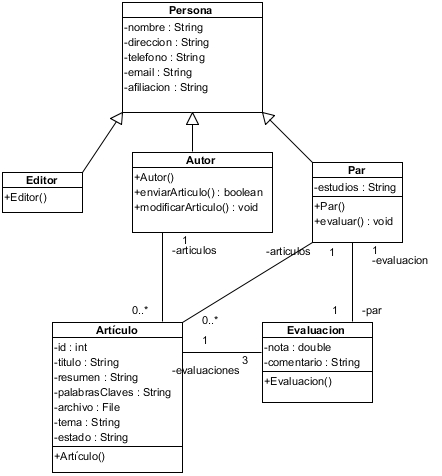 Persona
-nombre : String
-direccion : String
-telefono : String
-email : String
-afiliacion : String
Editor
+Editor()
Autor
+Autor()
+enviarArticulo() : boolean
+modificarArticulo() : void
Par
-estudios : String
+Par()
+evaluar() : void
1
-articulos
-articulos
1
1
-evaluacion
0..*
0..*
1
-par
Artículo
-id : int
-titulo : String
-resumen : String
-palabrasClaves : String
-archivo : File
-tema : String
-estado : String
+Artículo()
1
-evaluaciones
3
Evaluacion
-nota : double
-comentario : String
+Evaluacion()